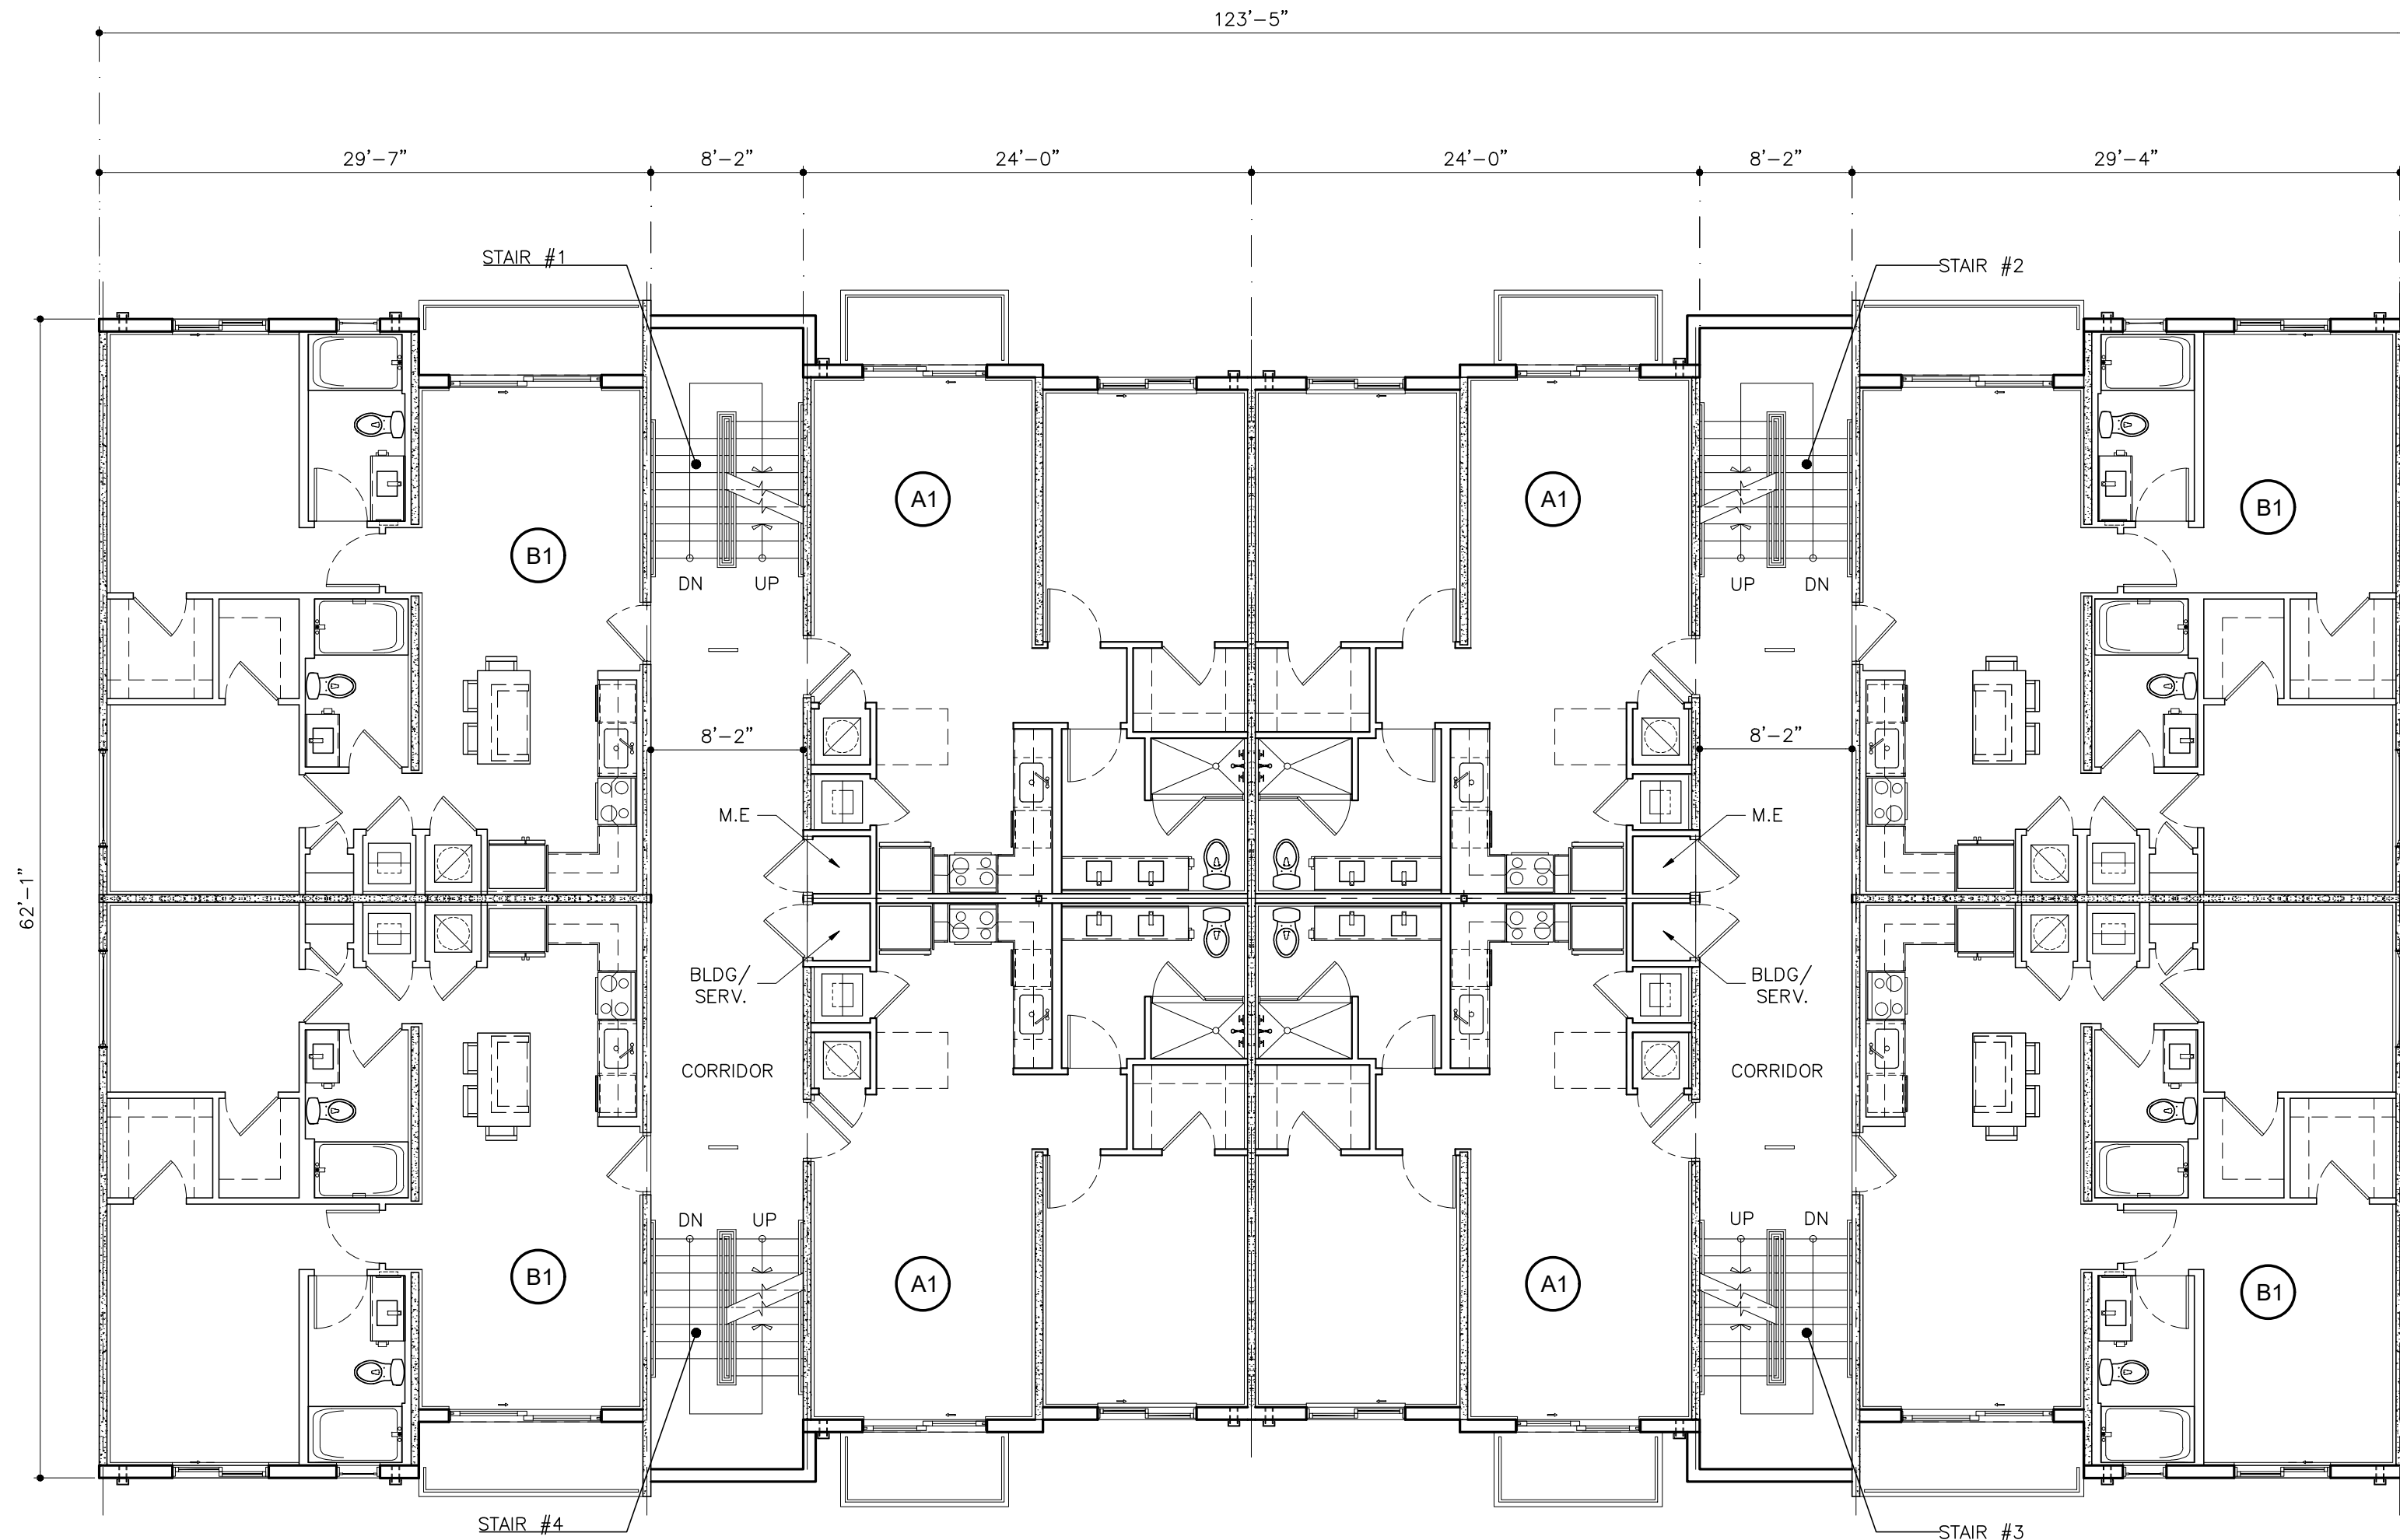 123'-5"
29'-7"
8'-2"
24'-0"
24'-0"
8'-2"
29'-4"
STAIR #1
STAIR #2
A1
A1
B1
B1
DN
UP
UP
DN
8'-2"
8'-2"
M.E
M.E
62'-1"
BLDG/
SERV.
BLDG/
SERV.
CORRIDOR
CORRIDOR
DN
UP
UP
DN
B1
A1
A1
B1
STAIR #4
STAIR #3